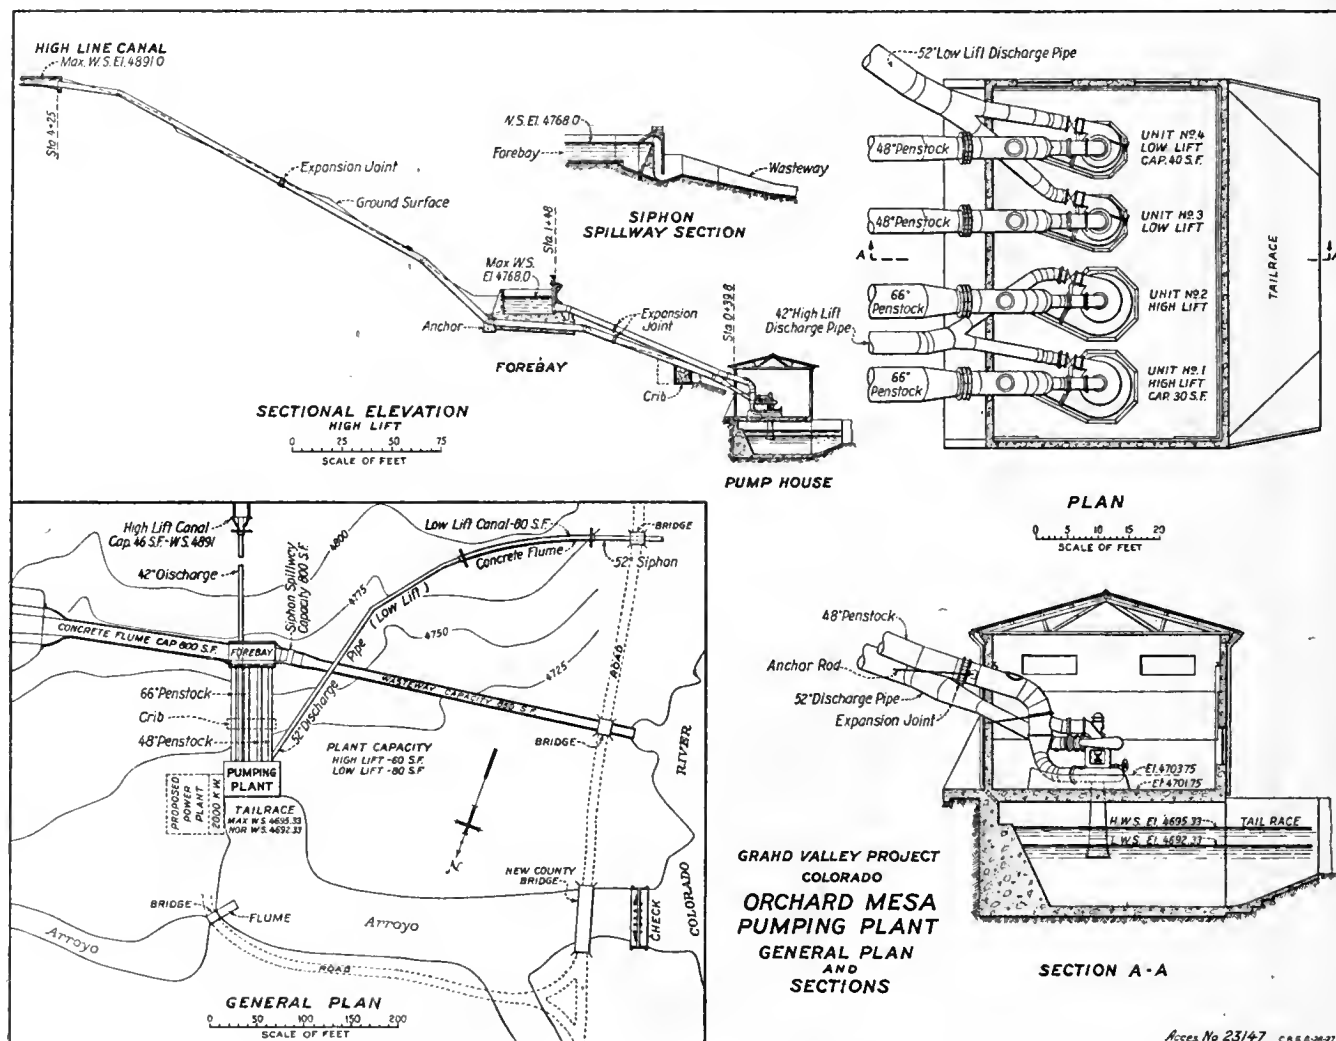 HIGH LINE CANAL
Max. W.S. El. 4891.0
Sta 4+25
Expansion Joint
Ground Surface
N.S. El. 4768.0
Forebay
Wasteway
SIPHON
SPILLWAY SECTION
Sta 1+48
Max W.S.
El 4768.0
Anchor
FOREBAY
Expansion
Joint
Sta 0+39.8
Crib
PUMP HOUSE
SECTIONAL ELEVATION
HIGH LIFT
0 25 50 75
SCALE OF FEET
52" Low Lift Discharge Pipe
48" Penstock
UNIT No. 4
LOW LIFT
CAP. 40 S.F.
48" Penstock
UNIT No. 3
LOW LIFT
A
A
TAILRACE
66"
Penstock
UNIT No. 2
HIGH LIFT
42" High Lift
Discharge Pipe
66"
Penstock
UNIT No. 1
HIGH LIFT
CAP. 30 S.F.
PLAN
0 5 10 15 20
SCALE OF FEET
High Lift Canal
Cap. 46 S.F.-W.S. 4891
42" Discharge
Siphon Spillway
Capacity 800 S.F.
4800
4775
4750
4725
Low Lift Canal-80 S.F.
Concrete Flume
52" Siphon
BRIDGE
CONCRETE FLUME CAP. 800 S.F.
FOREBAY
52" Discharge Pipe (Low Lift)
WASTEWAY CAPACITY 850 S.F.
ROAD
66" Penstock
Crib
48" Penstock
PLANT CAPACITY
HIGH LIFT -60 S.F.
LOW LIFT -80 S.F.
BRIDGE
RIVER
PROPOSED
POWER
PLANT
2000 K.W.
PUMPING
PLANT
TAILRACE
MAX W.S. 4695.33
NOR. W.S. 4692.33
N
NEW COUNTY
BRIDGE
CHECK
COLORADO
BRIDGE
FLUME
Arroyo
Arroyo
ROAD
GENERAL PLAN
0 50 100 150 200
SCALE OF FEET
48" Penstock
Anchor Rod
52" Discharge Pipe
Expansion Joint
El. 4703.75
El. 4701.75
H.W.S. El. 4695.33
TAIL RACE
L.W.S. El. 4692.33
SECTION A-A
GRAND VALLEY PROJECT
COLORADO
ORCHARD MESA
PUMPING PLANT
GENERAL PLAN
AND
SECTIONS
Acces. No 23147